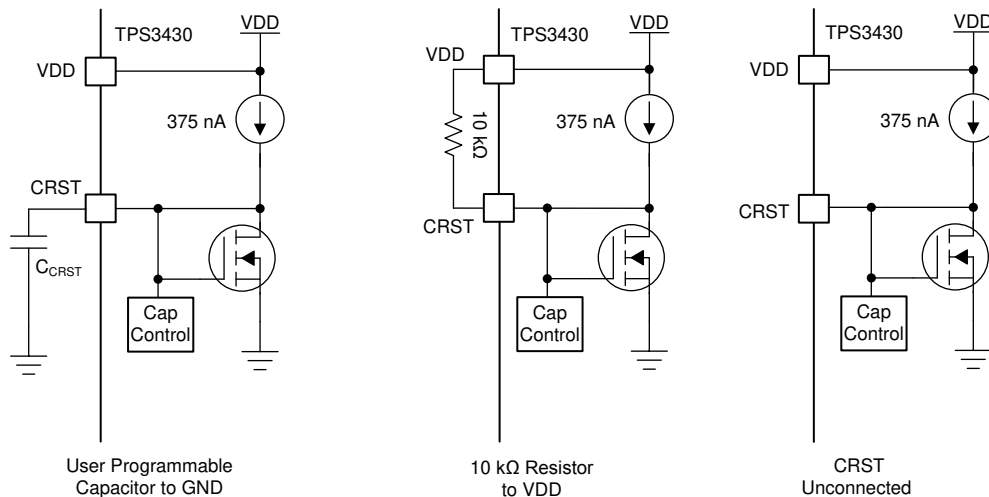 TPS3430
VDD
VDD
375 nA
CRST
CCRST
Cap
Control
User Programmable
Capacitor to GND
TPS3430
VDD
VDD
10 kΩ
375 nA
CRST
Cap
Control
10 kΩ Resistor
to VDD
TPS3430
VDD
VDD
375 nA
CRST
Cap
Control
CRST
Unconnected